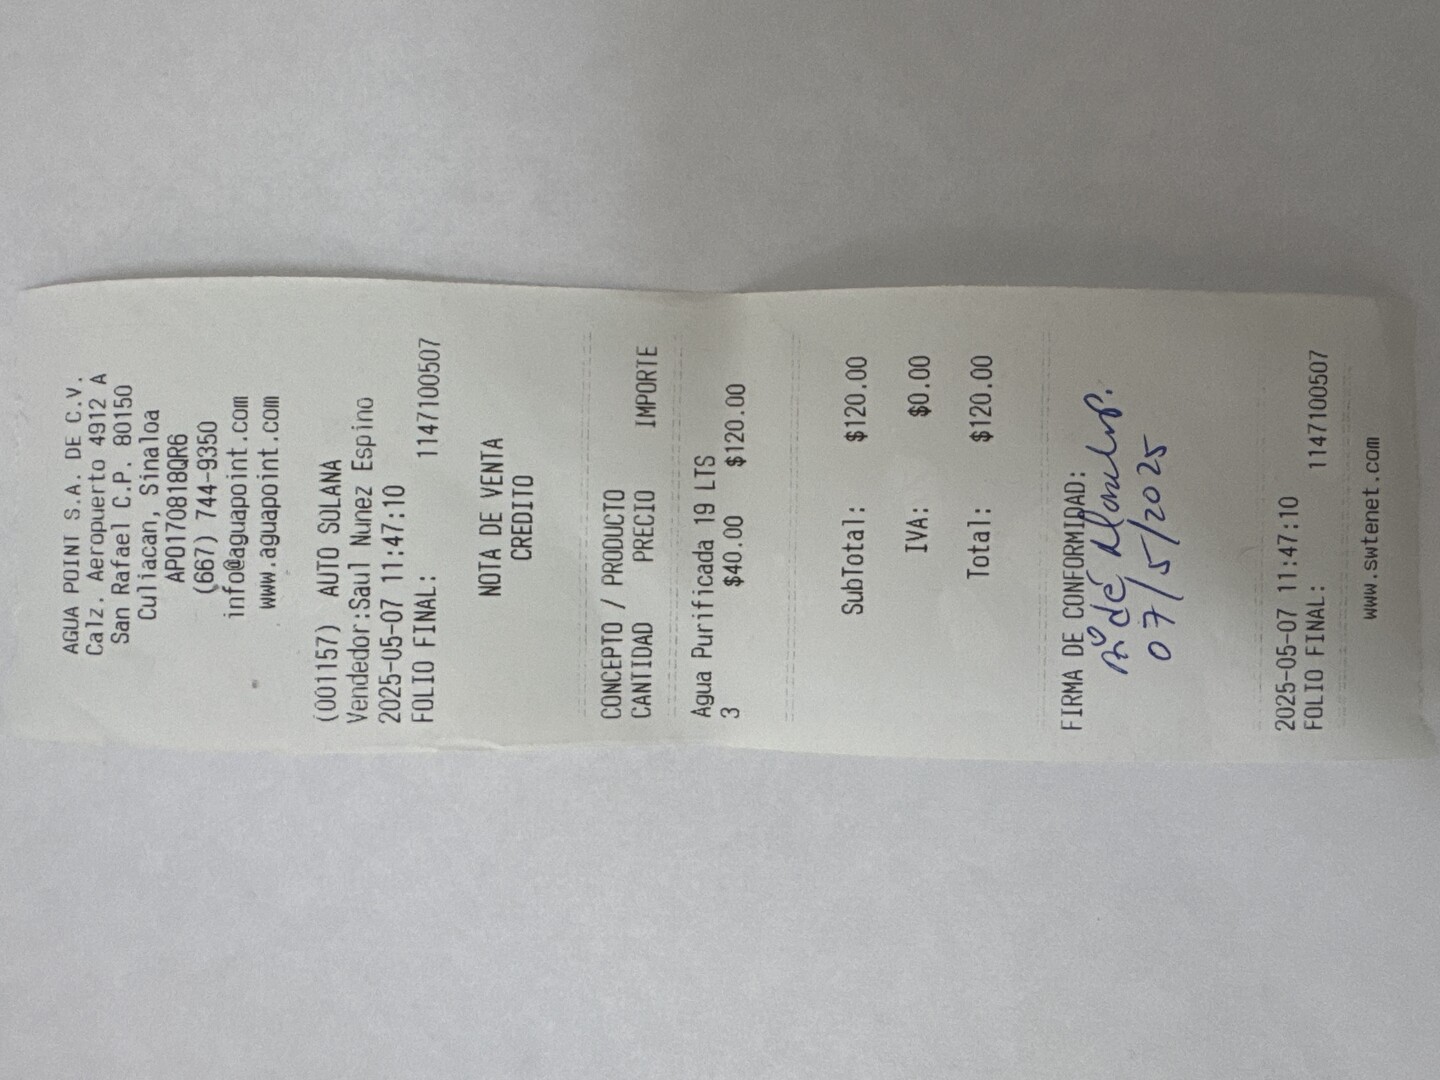 AGUA POINT S.A. DE C.V.
Calz. Aeropuerto 4912 A
San Rafael C.P. 80150
Culiacan, Sinaloa
APO170818QR6
(667) 744-9350
info@aguapoint.com
www.aguapoint.com
(001157) AUTO SOLANA
Vendedor:Saul Nunez Espino
2025-05-07 11:47:10
FOLIO FINAL: 1147100507
NOTA DE VENTA
CREDITO
CONCEPTO / PRODUCTO
CANTIDAD PRECIO IMPORTE
Agua Purificada 19 LTS
3 $40.00 $120.00
SubTotal: $120.00
IVA: $0.00
Total: $120.00
FIRMA DE CONFORMIDAD:
07/5/2025
2025-05-07 11:47:10
FOLIO FINAL: 1147100507
www.swtenet.com